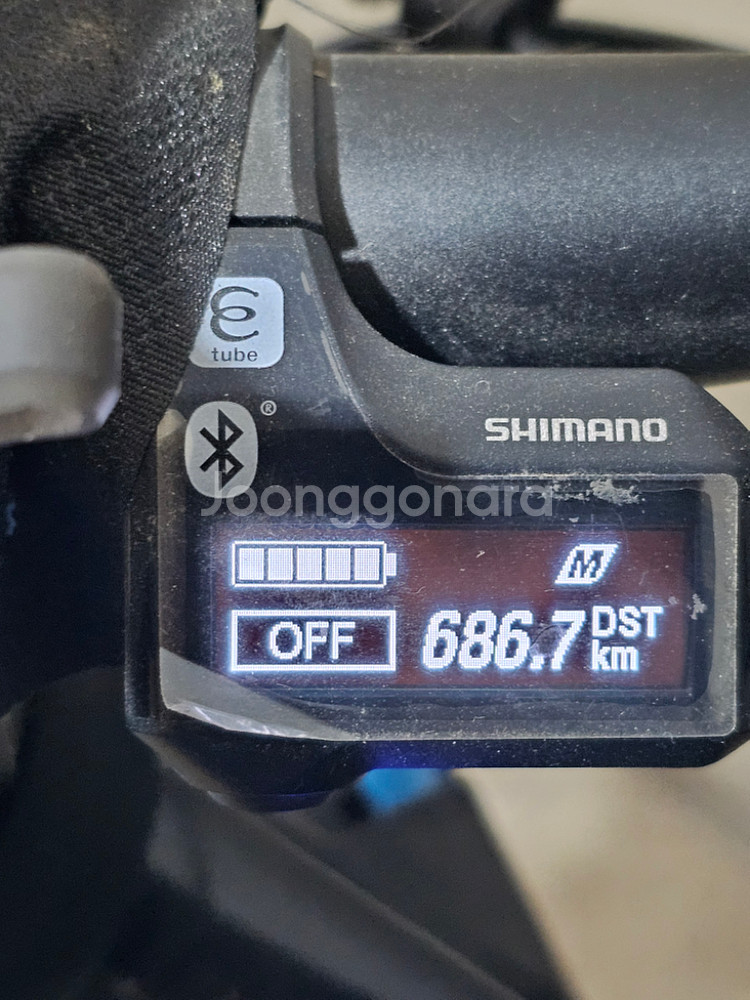 tube
®
SHIMANO
Joonggonara
M
OFF 686.7 DST km